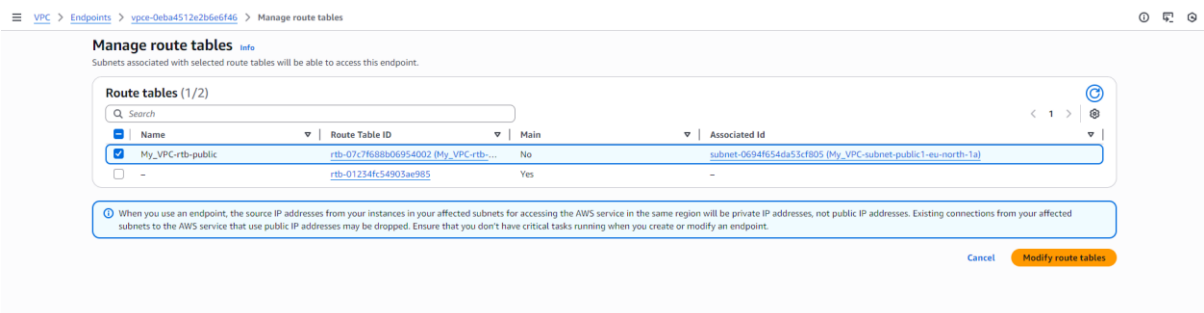 VPC > Endpoints > vpce-0eba4512e2b6e6f46 > Manage route tables
Manage route tables Info
Subnets associated with selected route tables will be able to access this endpoint.
Route tables (1/2)
Search
1
Name Route Table ID Main Associated Id
My_VPC-rtb-public rtb-07c7f688b06954002 (My_VPC-rtb-... No subnet-0694f654da53cf805 (My_VPC-subnet-public1-eu-north-1a)
– rtb-01234fc54903ae985 Yes –
When you use an endpoint, the source IP addresses from your instances in your affected subnets for accessing the AWS service in the same region will be private IP addresses, not public IP addresses. Existing connections from your affected
subnets to the AWS service that use public IP addresses may be dropped. Ensure that you don't have critical tasks running when you create or modify an endpoint.
Cancel Modify route tables